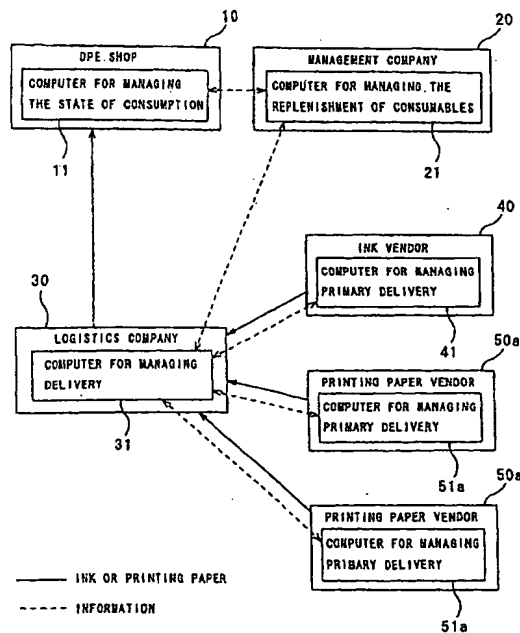 10
DPE.SHOP
COMPUTER FOR MANAGING
THE STATE OF CONSUMPTION
11
20
MANAGEMENT COMPANY
COMPUTER FOR MANAGING.THE
REPLENISHMENT OF CONSUMABLES
21
40
INK VENDOR
COMPUTER FOR MANAGING
PRIMARY DELIVERY
41
30
LOGISTICS COMPANY
COMPUTER FOR MANAGING
DELIVERY
31
50a
PRINTING PAPER VENDOR
COMPUTER FOR MANAGING
PRIMARY DELIVERY
51a
50a
PRINTING PAPER VENDOR
COMPUTER FOR MANAGING
PRIMARY DELIVERY
51a
INK OR PRINTING PAPER
INFORMATION